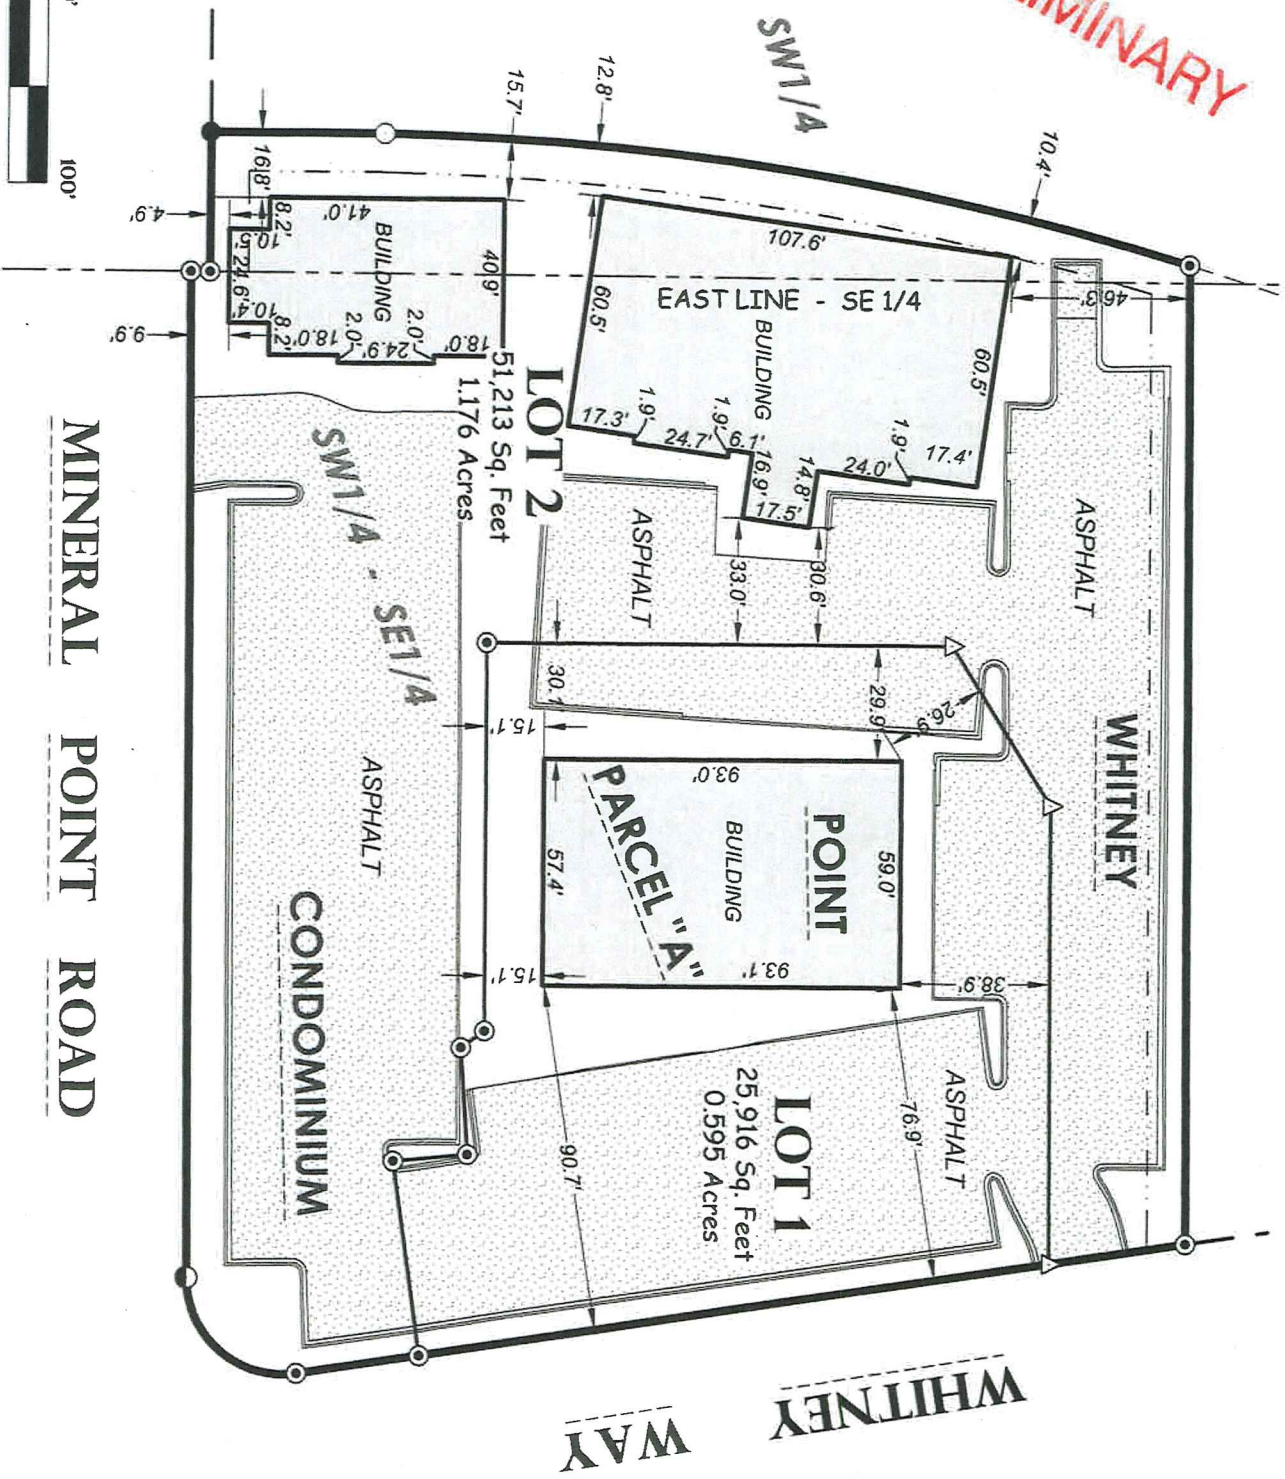 IMINARY
SW1/4
100'
16.8'
15.7'
12.8'
10.4'
4.9'
9.9'
8.2'
10.5'
24.6'
10.4'
8.2'
41.0'
40.9'
BUILDING
18.0'
2.0'
24.9'
2.0'
18.0'
107.6'
EAST LINE - SE 1/4
46.3'
60.5'
60.5'
BUILDING
17.3'
1.9'
24.7'
1.9'
6.1'
16.9'
17.5'
14.8'
24.0'
1.9'
17.4'
LOT 2
51,213 Sq. Feet
1.176 Acres
SW1/4 - SE1/4
ASPHALT
ASPHALT
ASPHALT
33.0'
30.6'
30.1'
29.9'
26.9'
15.1'
15.1'
93.0'
59.0'
57.4'
93.1'
BUILDING
38.9'
WHITNEY
POINT
PARCEL "A"
CONDOMINIUM
LOT 1
25,916 Sq. Feet
0.595 Acres
ASPHALT
76.9'
90.7'
MINERAL POINT ROAD
WHITNEY WAY